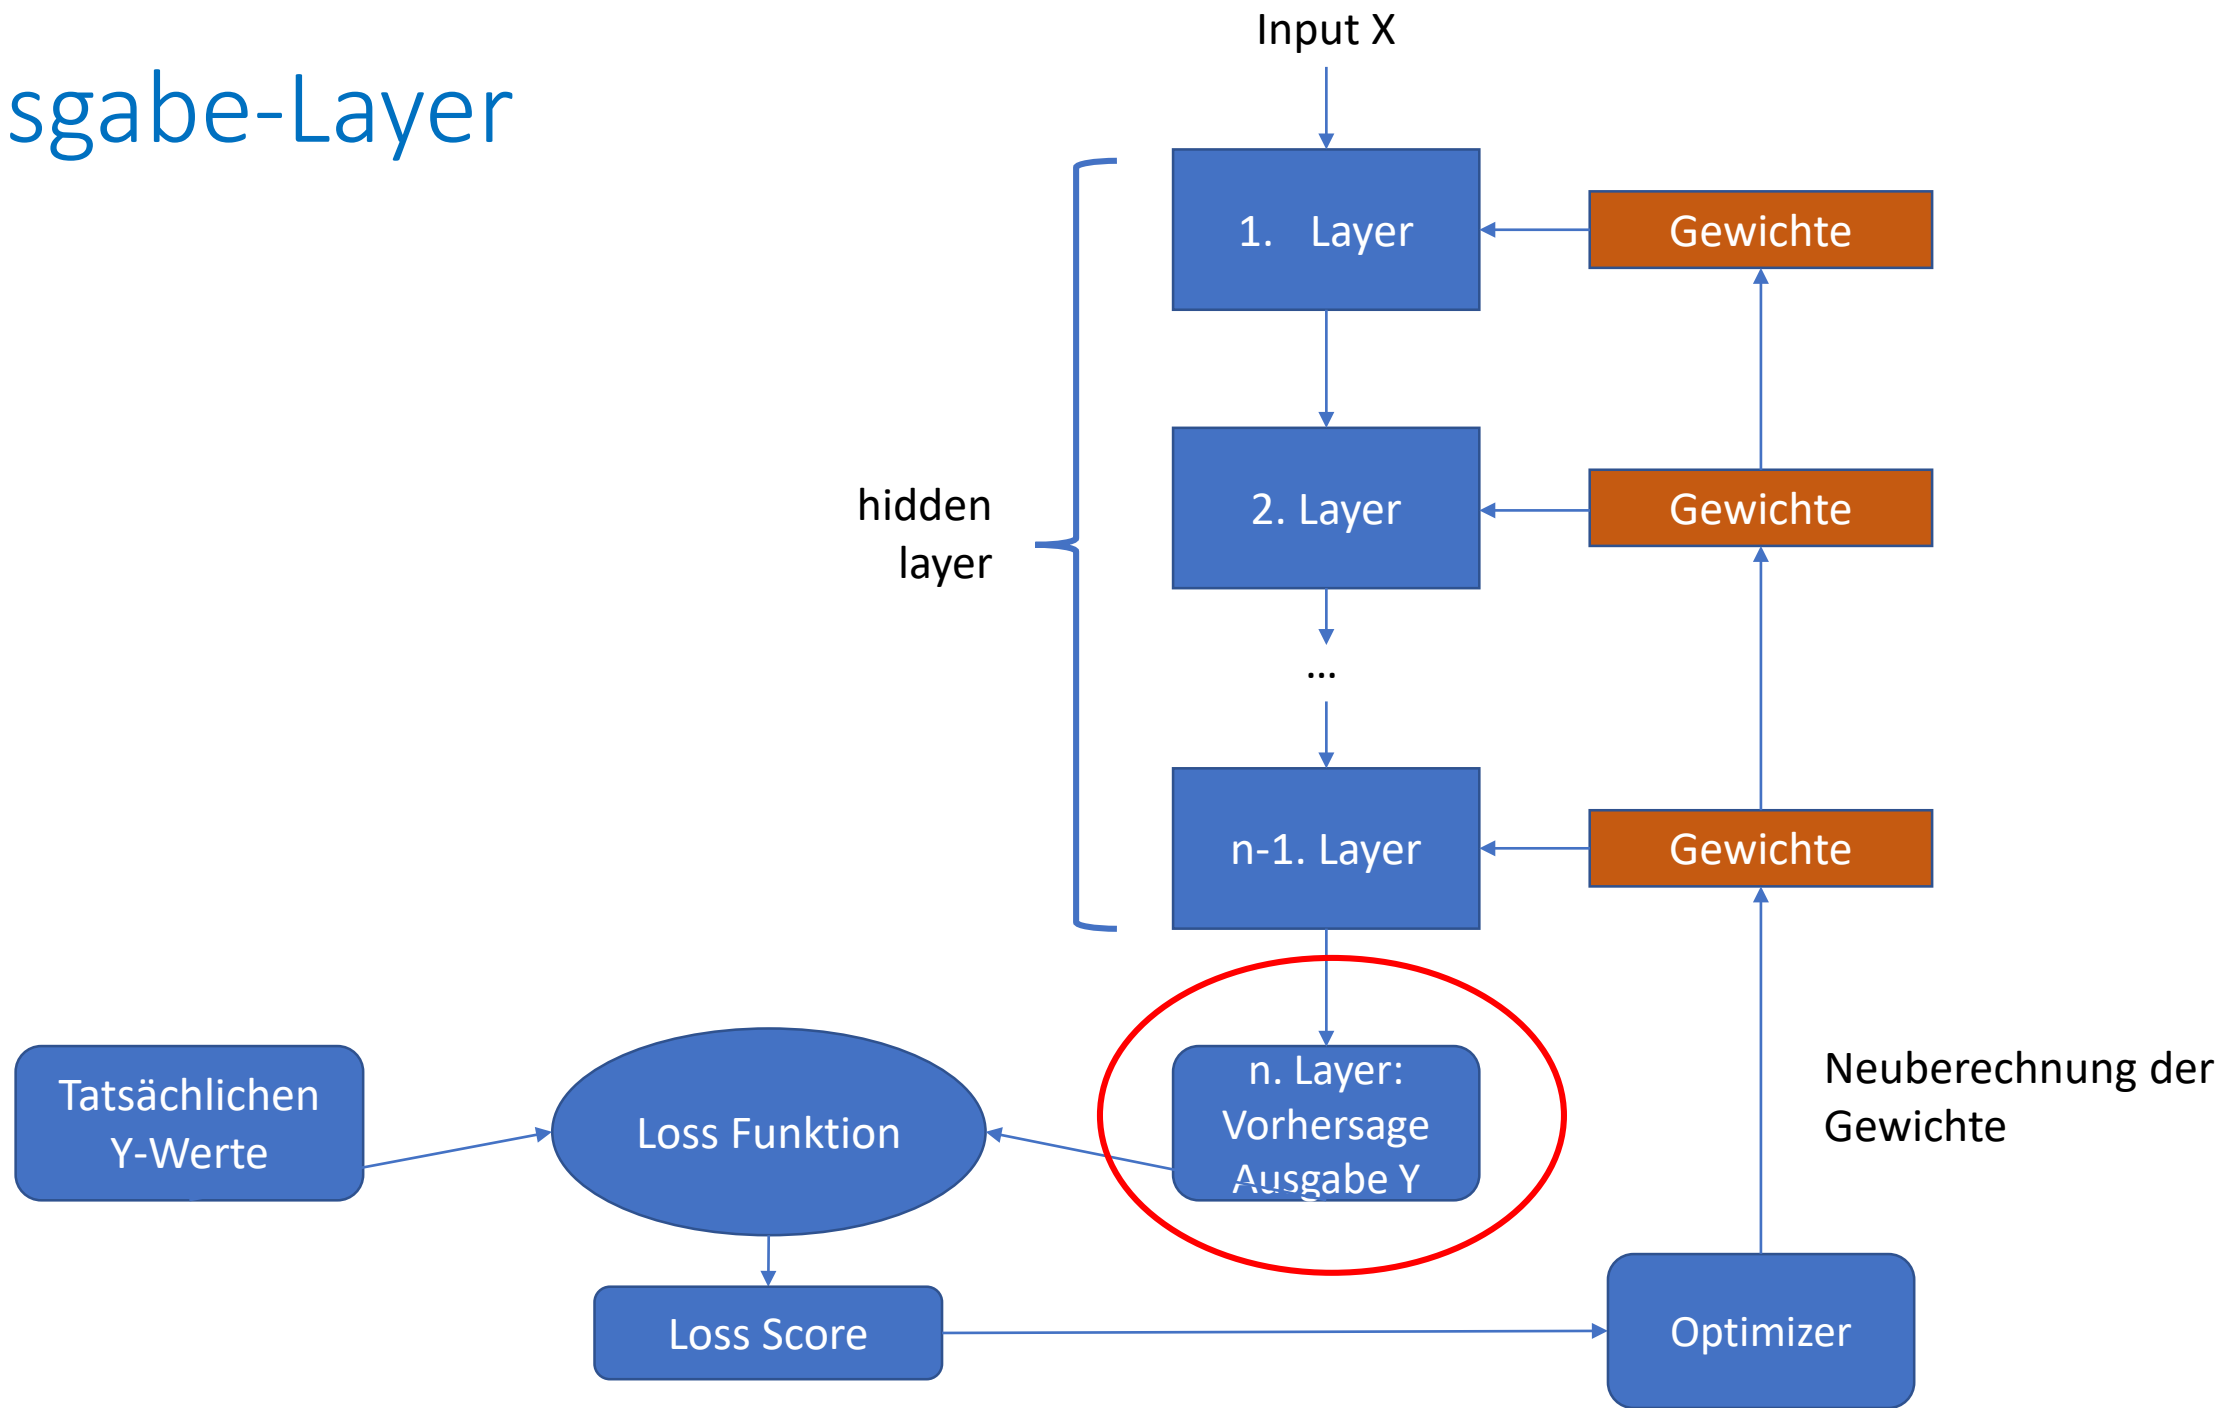 Input X
sgabe-Layer
1. Layer
Gewichte
hidden
layer
2. Layer
Gewichte
...
n-1. Layer
Gewichte
Tatsächlichen
Y-Werte
Loss Funktion
n. Layer:
Vorhersage
Ausgabe Y
Neuberechnung der
Gewichte
Loss Score
Optimizer